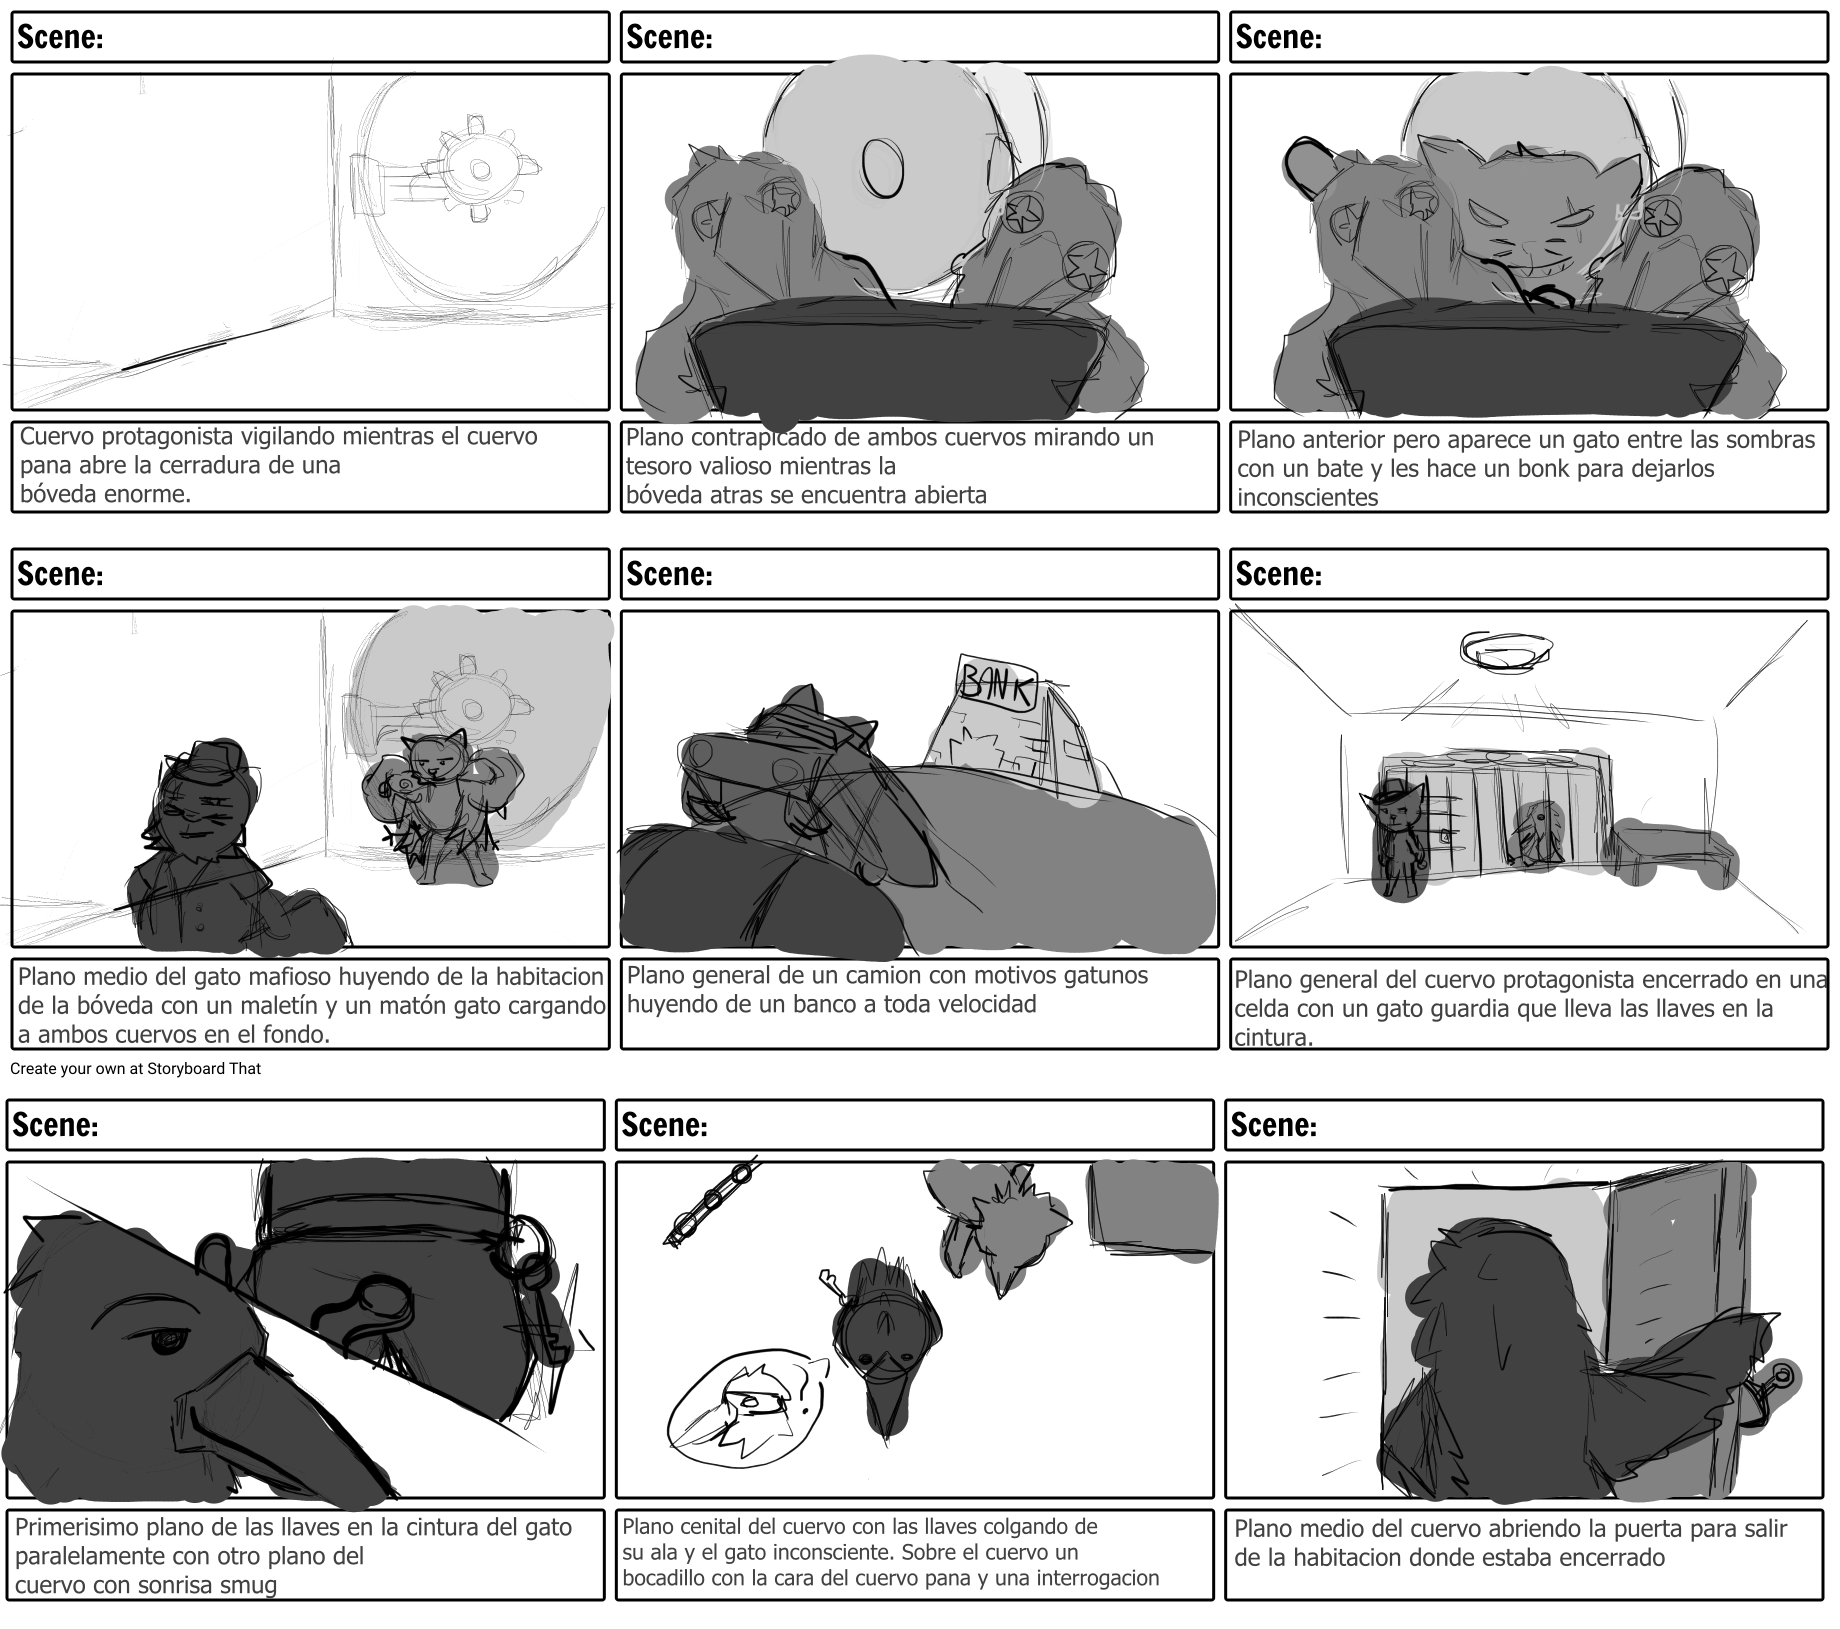 Scene:
Scene:
Scene:
Cuervo protagonista vigilando mientras el cuervo
pana abre la cerradura de una
bóveda enorme.
Plano contrapicado de ambos cuervos mirando un
tesoro valioso mientras la
bóveda atras se encuentra abierta
Plano anterior pero aparece un gato entre las sombras
con un bate y les hace un bonk para dejarlos
inconscientes
Scene:
Scene:
Scene:
BANK
Plano medio del gato mafioso huyendo de la habitacion
de la bóveda con un maletín y un matón gato cargando
a ambos cuervos en el fondo.
Plano general de un camion con motivos gatunos
huyendo de un banco a toda velocidad
Plano general del cuervo protagonista encerrado en una
celda con un gato guardia que lleva las llaves en la
cintura.
Create your own at Storyboard That
Scene:
Scene:
Scene:
?
Primerisimo plano de las llaves en la cintura del gato
paralelamente con otro plano del
cuervo con sonrisa smug
Plano cenital del cuervo con las llaves colgando de
su ala y el gato inconsciente. Sobre el cuervo un
bocadillo con la cara del cuervo pana y una interrogacion
Plano medio del cuervo abriendo la puerta para salir
de la habitacion donde estaba encerrado